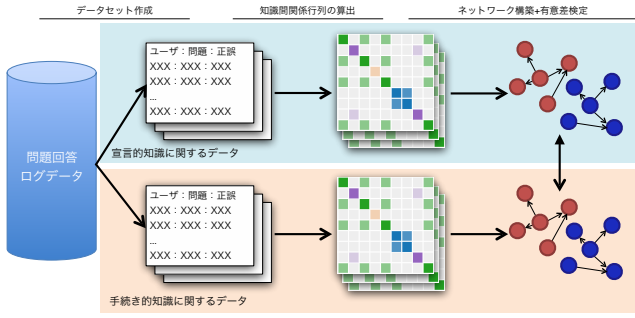 データセット作成
知識間関係行列の算出
ネットワーク構築+有意差検定
問題回答
ログデータ
ユーザ：問題：正誤
XXX：XXX：XXX
XXX：XXX：XXX
...
XXX：XXX：XXX
宣言的知識に関するデータ
ユーザ：問題：正誤
XXX：XXX：XXX
XXX：XXX：XXX
...
XXX：XXX：XXX
手続き的知識に関するデータ